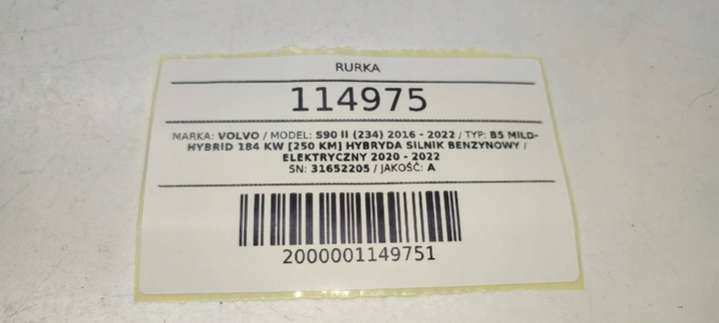 RURKA
114975
MARKA: VOLVO / MODEL: S90 II (234) 2016 - 2022 / TYP: B5 MILD-
HYBRID 184 KW [250 KM] HYBRYDA SILNIK BENZYNOWY /
ELEKTRYCZNY 2020 - 2022
SN: 31652205 / JAKOŚĆ: A
2000001149751